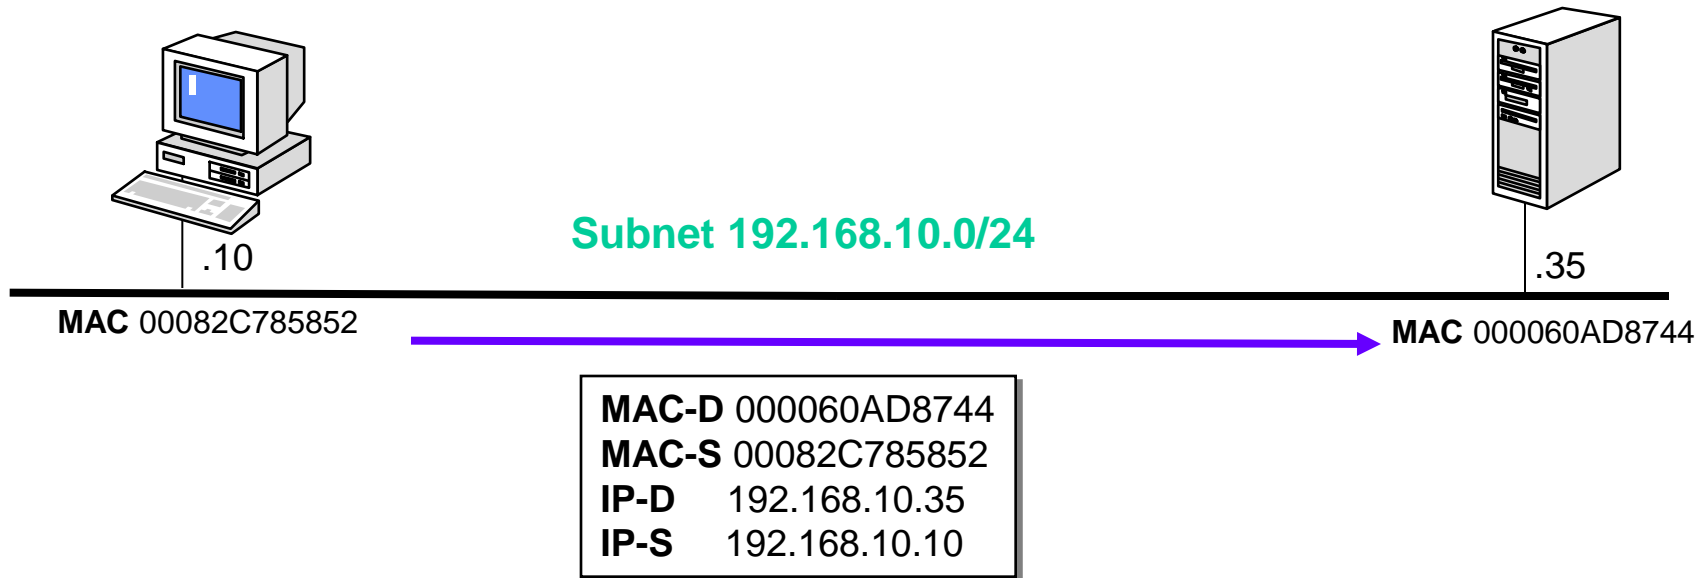 Subnet 192.168.10.0/24
.10
.35
MAC 00082C785852
MAC 000060AD8744
MAC-D 000060AD8744
MAC-S 00082C785852
IP-D 192.168.10.35
IP-S 192.168.10.10